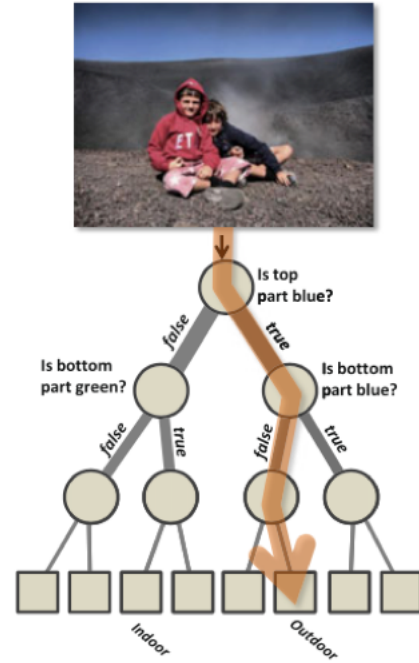 ET
Is top
part blue?
false
true
Is bottom
part green?
Is bottom
part blue?
false
true
false
true
Indoor
Outdoor